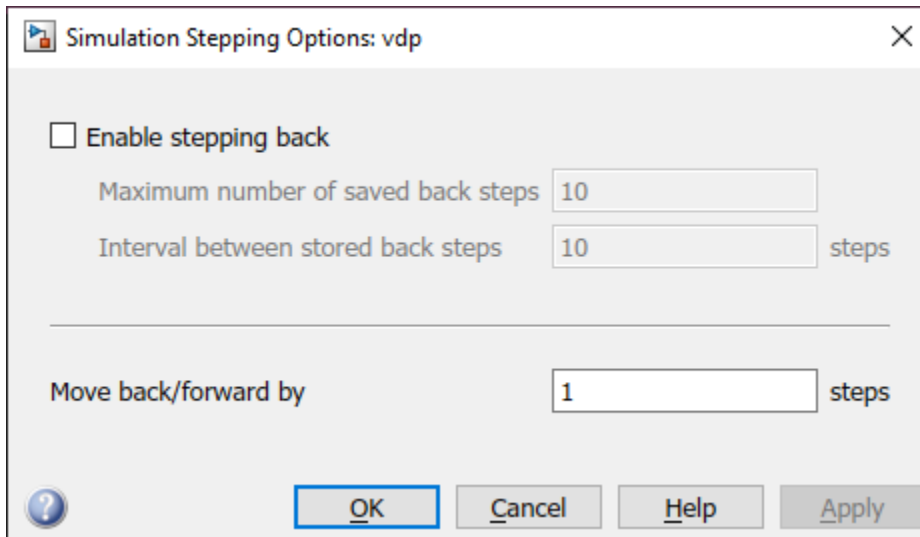 Simulation Stepping Options: vdp
Enable stepping back
Maximum number of saved back steps 10
Interval between stored back steps 10 steps
Move back/forward by 1 steps
? OK Cancel Help Apply